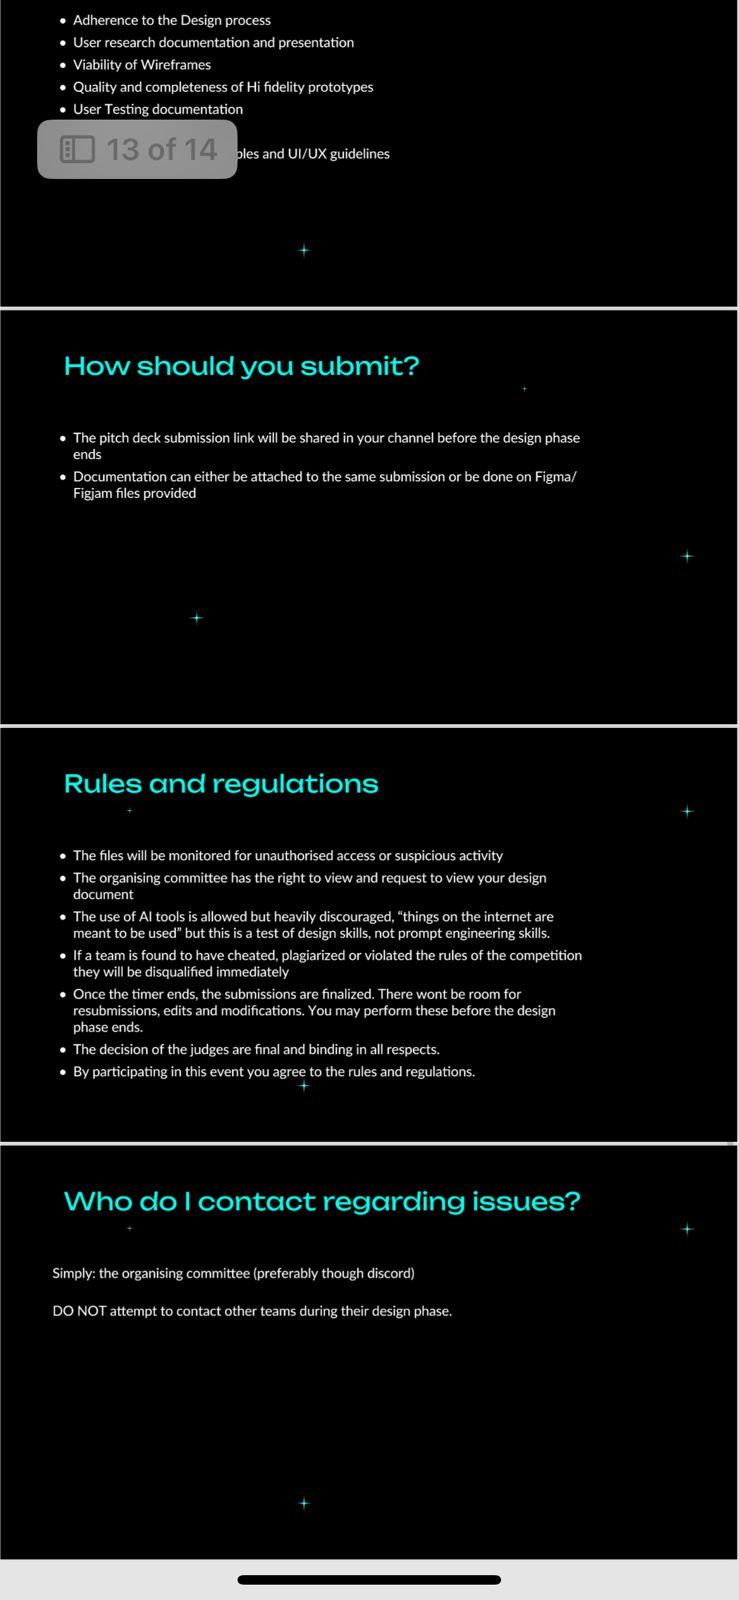 • Adherence to the Design process
• User research documentation and presentation
• Viability of Wireframes
• Quality and completeness of Hi fidelity prototypes
• User Testing documentation
13 of 14
and UI/UX guidelines
How should you submit?
• The pitch deck submission link will be shared in your channel before the design phase
ends
• Documentation can either be attached to the same submission or be done on Figma/
Figjam files provided
Rules and regulations
• The files will be monitored for unauthorised access or suspicious activity
• The organising committee has the right to view and request to view your design
document
• The use of AI tools is allowed but heavily discouraged, “things on the internet are
meant to be used” but this is a test of design skills, not prompt engineering skills.
• If a team is found to have cheated, plagiarized or violated the rules of the competition
they will be disqualified immediately
• Once the timer ends, the submissions are finalized. There wont be room for
resubmissions, edits and modifications. You may perform these before the design
phase ends.
• The decision of the judges are final and binding in all respects.
• By participating in this event you agree to the rules and regulations.
Who do I contact regarding issues?
Simply: the organising committee (preferably though discord)
DO NOT attempt to contact other teams during their design phase.